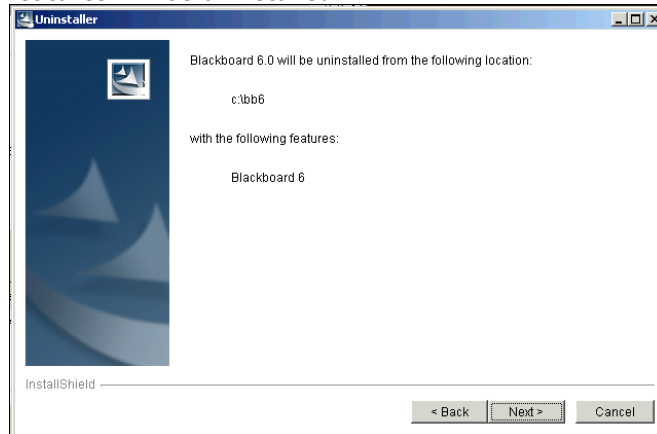 Uninstaller
Blackboard 6.0 will be uninstalled from the following location:
c:\bb6
with the following features:
Blackboard 6
InstallShield
< Back Next > Cancel